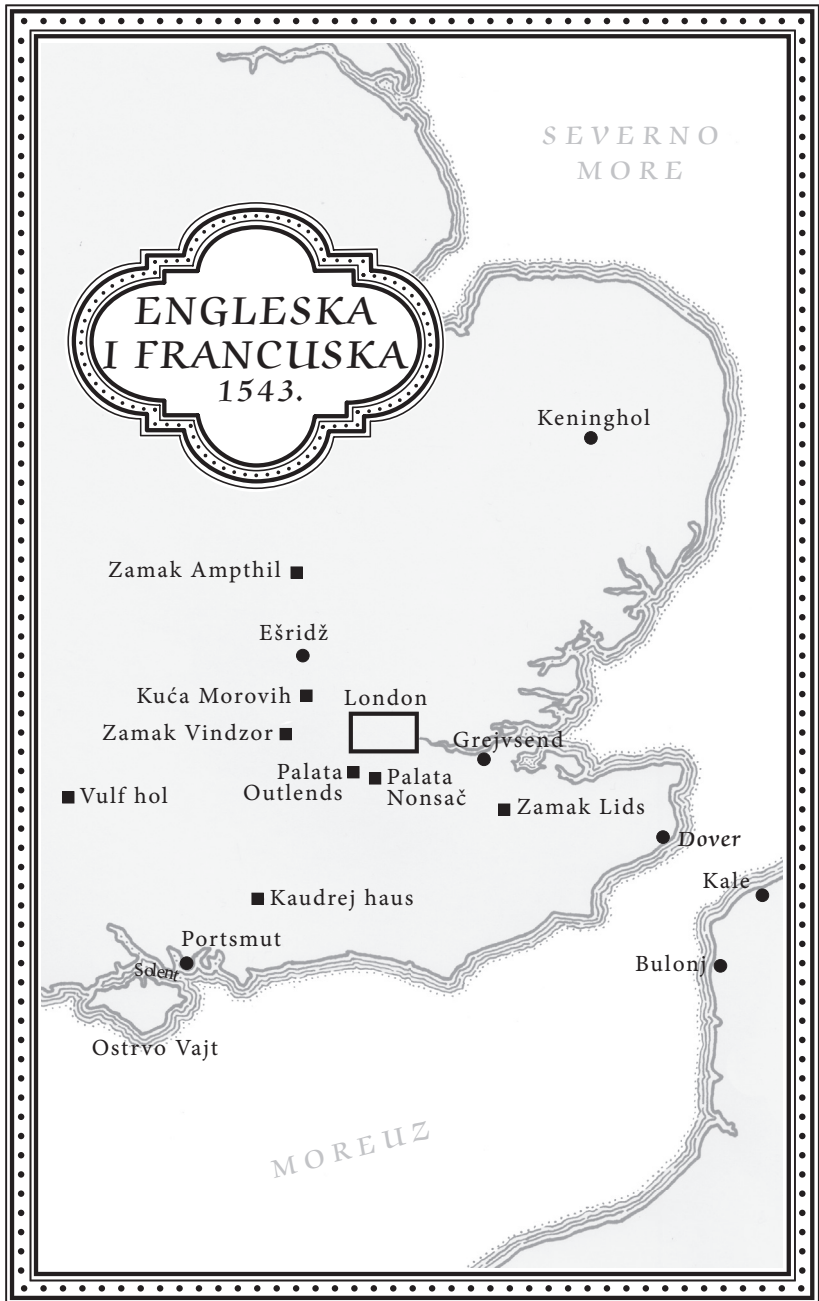 SEVERNO
MORE
ENGLESKA
I FRANCUSKA
1543.
Keninghol
Zamak Ampthil
Ešridž
Kuća Morovih
London
Zamak Vindzor
Grejvsend
Palata
Outlends
Palata
Nonsač
Vulf hol
Zamak Lids
Dover
Kale
Kaudrej haus
Portsmut
Solent
Bulonj
Ostrvo Vajt
MOREUZ